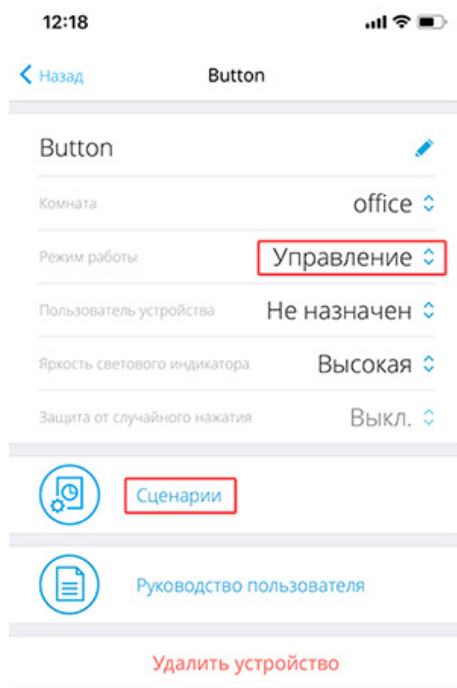 12:18
Назад
Button
Button
Комната
office
Режим работы
Управление
Пользователь устройства
Не назначен
Яркость светового индикатора
Высокая
Защита от случайного нажатия
Выкл.
Сценарии
Руководство пользователя
Удалить устройство